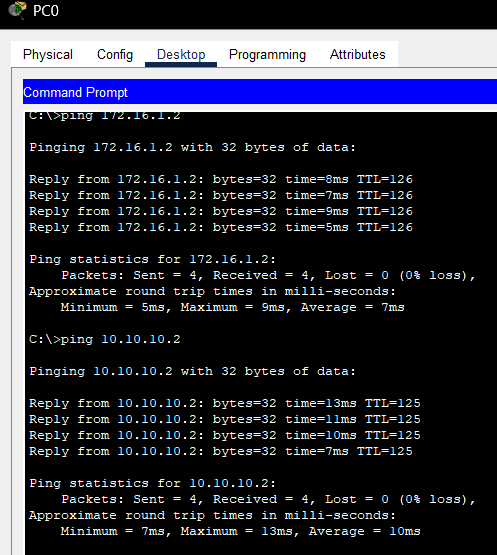 PC0
Physical Config Desktop Programming Attributes
Command Prompt
C:\>ping 172.16.1.2
Pinging 172.16.1.2 with 32 bytes of data:
Reply from 172.16.1.2: bytes=32 time=8ms TTL=126
Reply from 172.16.1.2: bytes=32 time=7ms TTL=126
Reply from 172.16.1.2: bytes=32 time=9ms TTL=126
Reply from 172.16.1.2: bytes=32 time=5ms TTL=126
Ping statistics for 172.16.1.2:
Packets: Sent = 4, Received = 4, Lost = 0 (0% loss),
Approximate round trip times in milli-seconds:
Minimum = 5ms, Maximum = 9ms, Average = 7ms
C:\>ping 10.10.10.2
Pinging 10.10.10.2 with 32 bytes of data:
Reply from 10.10.10.2: bytes=32 time=13ms TTL=125
Reply from 10.10.10.2: bytes=32 time=11ms TTL=125
Reply from 10.10.10.2: bytes=32 time=10ms TTL=125
Reply from 10.10.10.2: bytes=32 time=7ms TTL=125
Ping statistics for 10.10.10.2:
Packets: Sent = 4, Received = 4, Lost = 0 (0% loss),
Approximate round trip times in milli-seconds:
Minimum = 7ms, Maximum = 13ms, Average = 10ms